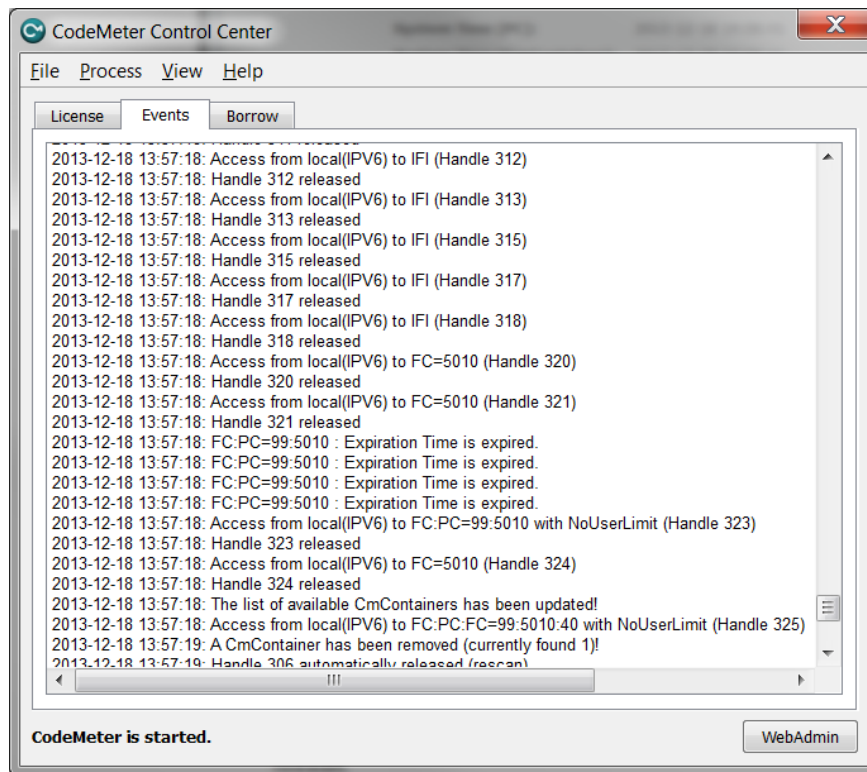 CodeMeter Control Center
File Process View Help
License Events Borrow
2013-12-18 13:57:18: Access from local(IPV6) to IFI (Handle 312)
2013-12-18 13:57:18: Handle 312 released
2013-12-18 13:57:18: Access from local(IPV6) to IFI (Handle 313)
2013-12-18 13:57:18: Handle 313 released
2013-12-18 13:57:18: Access from local(IPV6) to IFI (Handle 315)
2013-12-18 13:57:18: Handle 315 released
2013-12-18 13:57:18: Access from local(IPV6) to IFI (Handle 317)
2013-12-18 13:57:18: Handle 317 released
2013-12-18 13:57:18: Access from local(IPV6) to IFI (Handle 318)
2013-12-18 13:57:18: Handle 318 released
2013-12-18 13:57:18: Access from local(IPV6) to FC=5010 (Handle 320)
2013-12-18 13:57:18: Handle 320 released
2013-12-18 13:57:18: Access from local(IPV6) to FC=5010 (Handle 321)
2013-12-18 13:57:18: Handle 321 released
2013-12-18 13:57:18: FC:PC=99:5010 : Expiration Time is expired.
2013-12-18 13:57:18: FC:PC=99:5010 : Expiration Time is expired.
2013-12-18 13:57:18: FC:PC=99:5010 : Expiration Time is expired.
2013-12-18 13:57:18: FC:PC=99:5010 : Expiration Time is expired.
2013-12-18 13:57:18: Access from local(IPV6) to FC:PC=99:5010 with NoUserLimit (Handle 323)
2013-12-18 13:57:18: Handle 323 released
2013-12-18 13:57:18: Access from local(IPV6) to FC=5010 (Handle 324)
2013-12-18 13:57:18: Handle 324 released
2013-12-18 13:57:18: The list of available CmContainers has been updated!
2013-12-18 13:57:18: Access from local(IPV6) to FC:PC:FC=99:5010:40 with NoUserLimit (Handle 325)
2013-12-18 13:57:19: A CmContainer has been removed (currently found 1)!
2013-12-18 13:57:19: Handle 306 automatically released (rescan)
CodeMeter is started.
WebAdmin